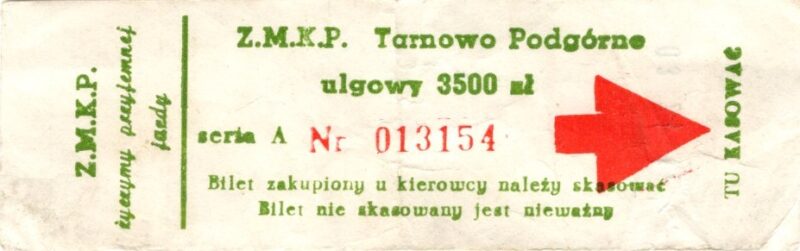 Z.M.K.P.
życzymy przyjemnej
jazdy
Z.M.K.P. Tarnowo Podgórne
ulgowy 3500 zł
seria A Nr 013154
Bilet zakupiony u kierowcy należy skasować
Bilet nie skasowany jest nieważny
TU KASOWAĆ